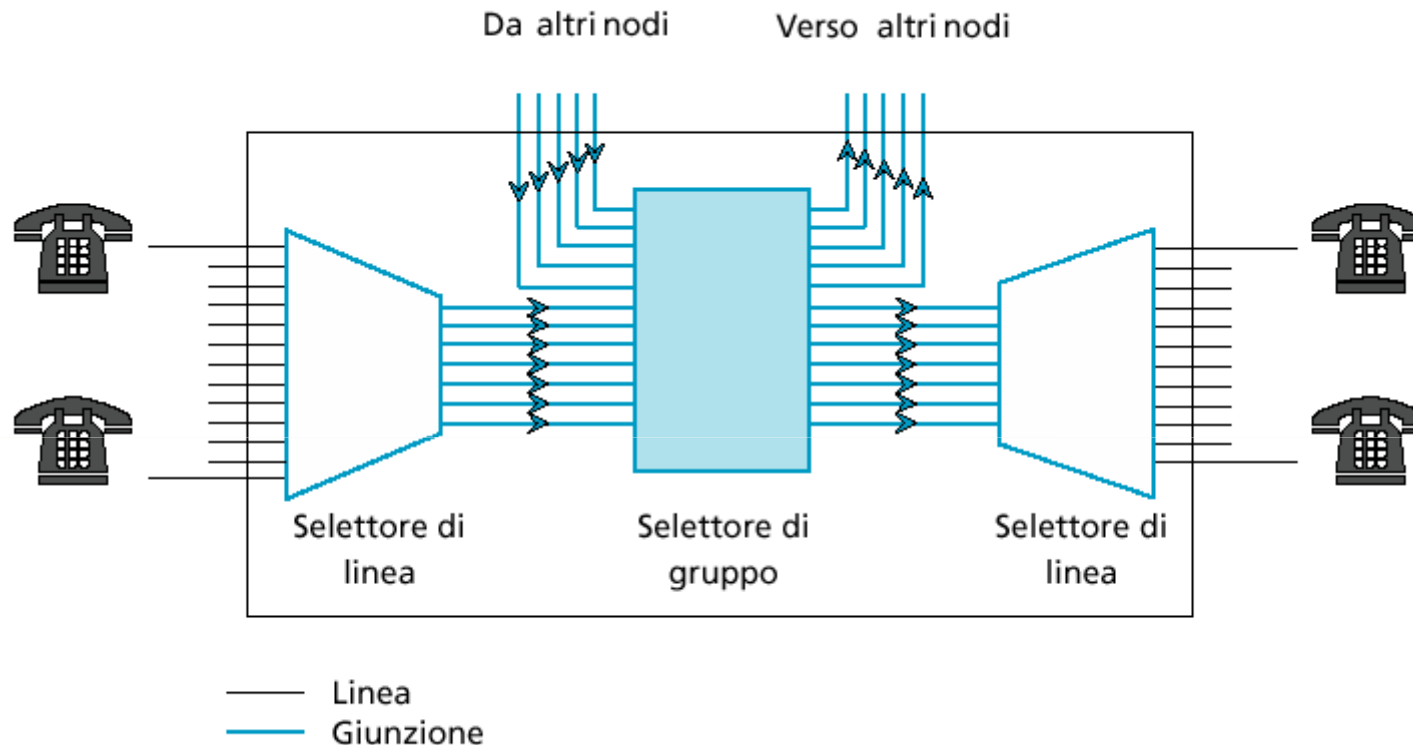 Da altri nodi
Verso altri nodi
Selettore di
linea
Selettore di
gruppo
Selettore di
linea
Linea
Giunzione